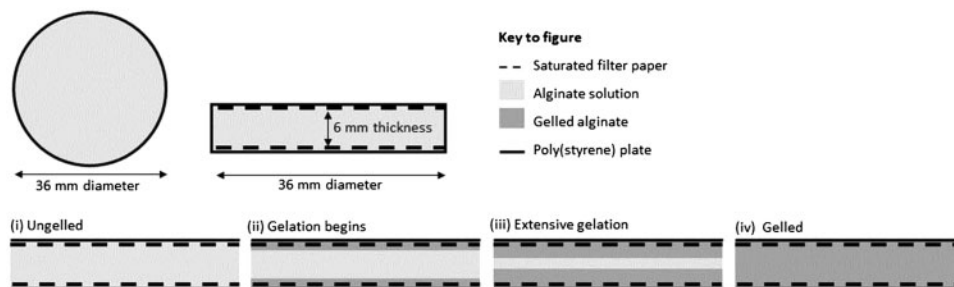 Key to figure
Saturated filter paper
Alginate solution
Gelled alginate
Poly(styrene) plate
6 mm thickness
36 mm diameter
36 mm diameter
(i) Ungelled
(ii) Gelation begins
(iii) Extensive gelation
(iv) Gelled